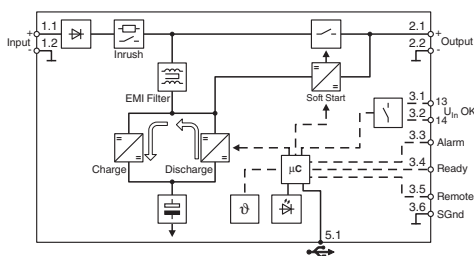 + 1.1
Input
- 1.2
Inrush
EMI Filter
Charge
Discharge
Soft Start
µC
ϑ
5.1
2.1 +
Output
2.2 -
3.1 13
U In OK
3.2 14
3.3 Alarm
3.4 Ready
3.5 Remote
3.6 SGnd